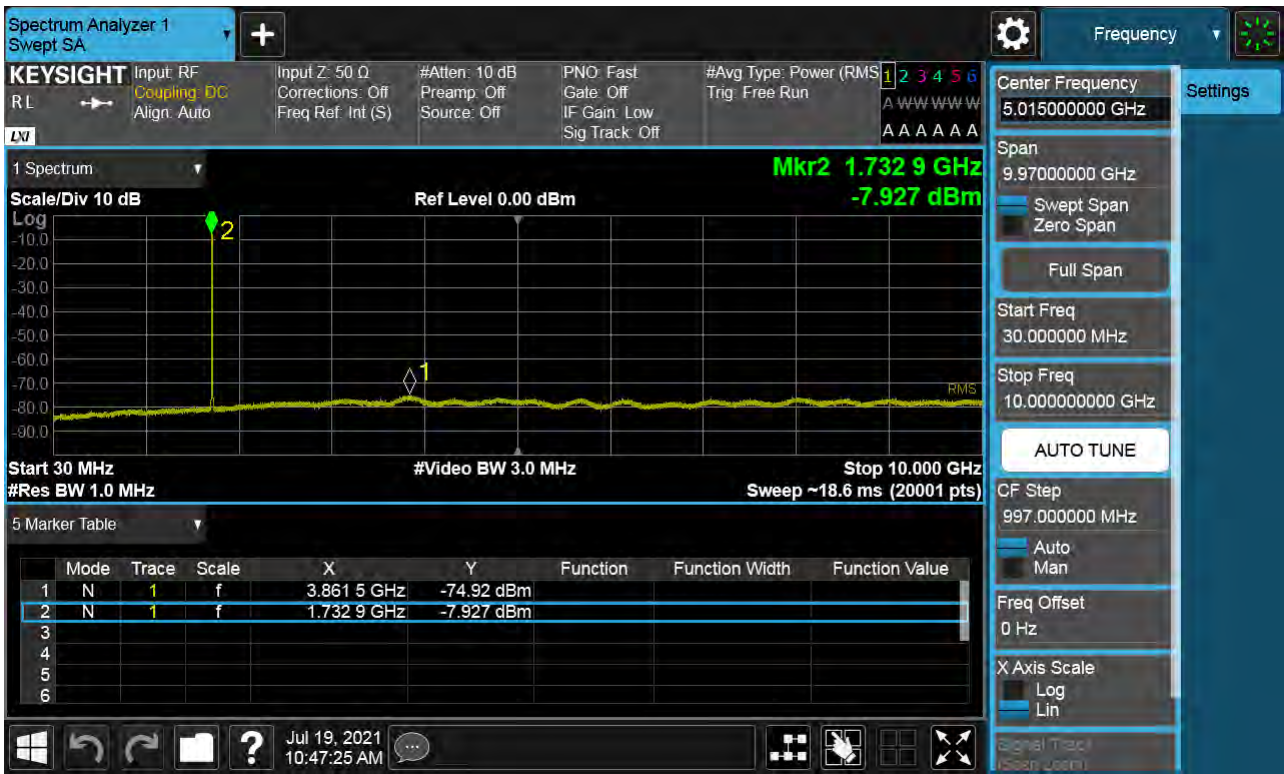 Spectrum Analyzer 1
Swept SA
+
Frequency
KEYSIGHT
R L
LXI
Input: RF
Coupling: DC
Align: Auto
Input Z: 50 Ω
Corrections: Off
Freq Ref: Int (S)
#Atten: 10 dB
Preamp: Off
Source: Off
PNO: Fast
Gate: Off
IF Gain: Low
Sig Track: Off
#Avg Type: Power (RMS
Trig: Free Run
1 2 3 4 5 6
A W W W W W
A A A A A A
1 Spectrum
Mkr2 1.732 9 GHz
-7.927 dBm
Scale/Div 10 dB
Ref Level 0.00 dBm
Log
-10.0
-20.0
-30.0
-40.0
-50.0
-60.0
-70.0
-80.0
-90.0
2
1
RMS
Start 30 MHz
#Video BW 3.0 MHz
Stop 10.000 GHz
#Res BW 1.0 MHz
Sweep ~18.6 ms (20001 pts)
5 Marker Table
Mode Trace Scale X Y Function Function Width Function Value
1 N 1 f 3.861 5 GHz -74.92 dBm
2 N 1 f 1.732 9 GHz -7.927 dBm
3
4
5
6
?
Jul 19, 2021
10:47:25 AM
Center Frequency
5.015000000 GHz
Settings
Span
9.97000000 GHz
Swept Span
Zero Span
Full Span
Start Freq
30.000000 MHz
Stop Freq
10.000000000 GHz
AUTO TUNE
CF Step
997.000000 MHz
Auto
Man
Freq Offset
0 Hz
X Axis Scale
Log
Lin
Signal Track
(Span Zoom)